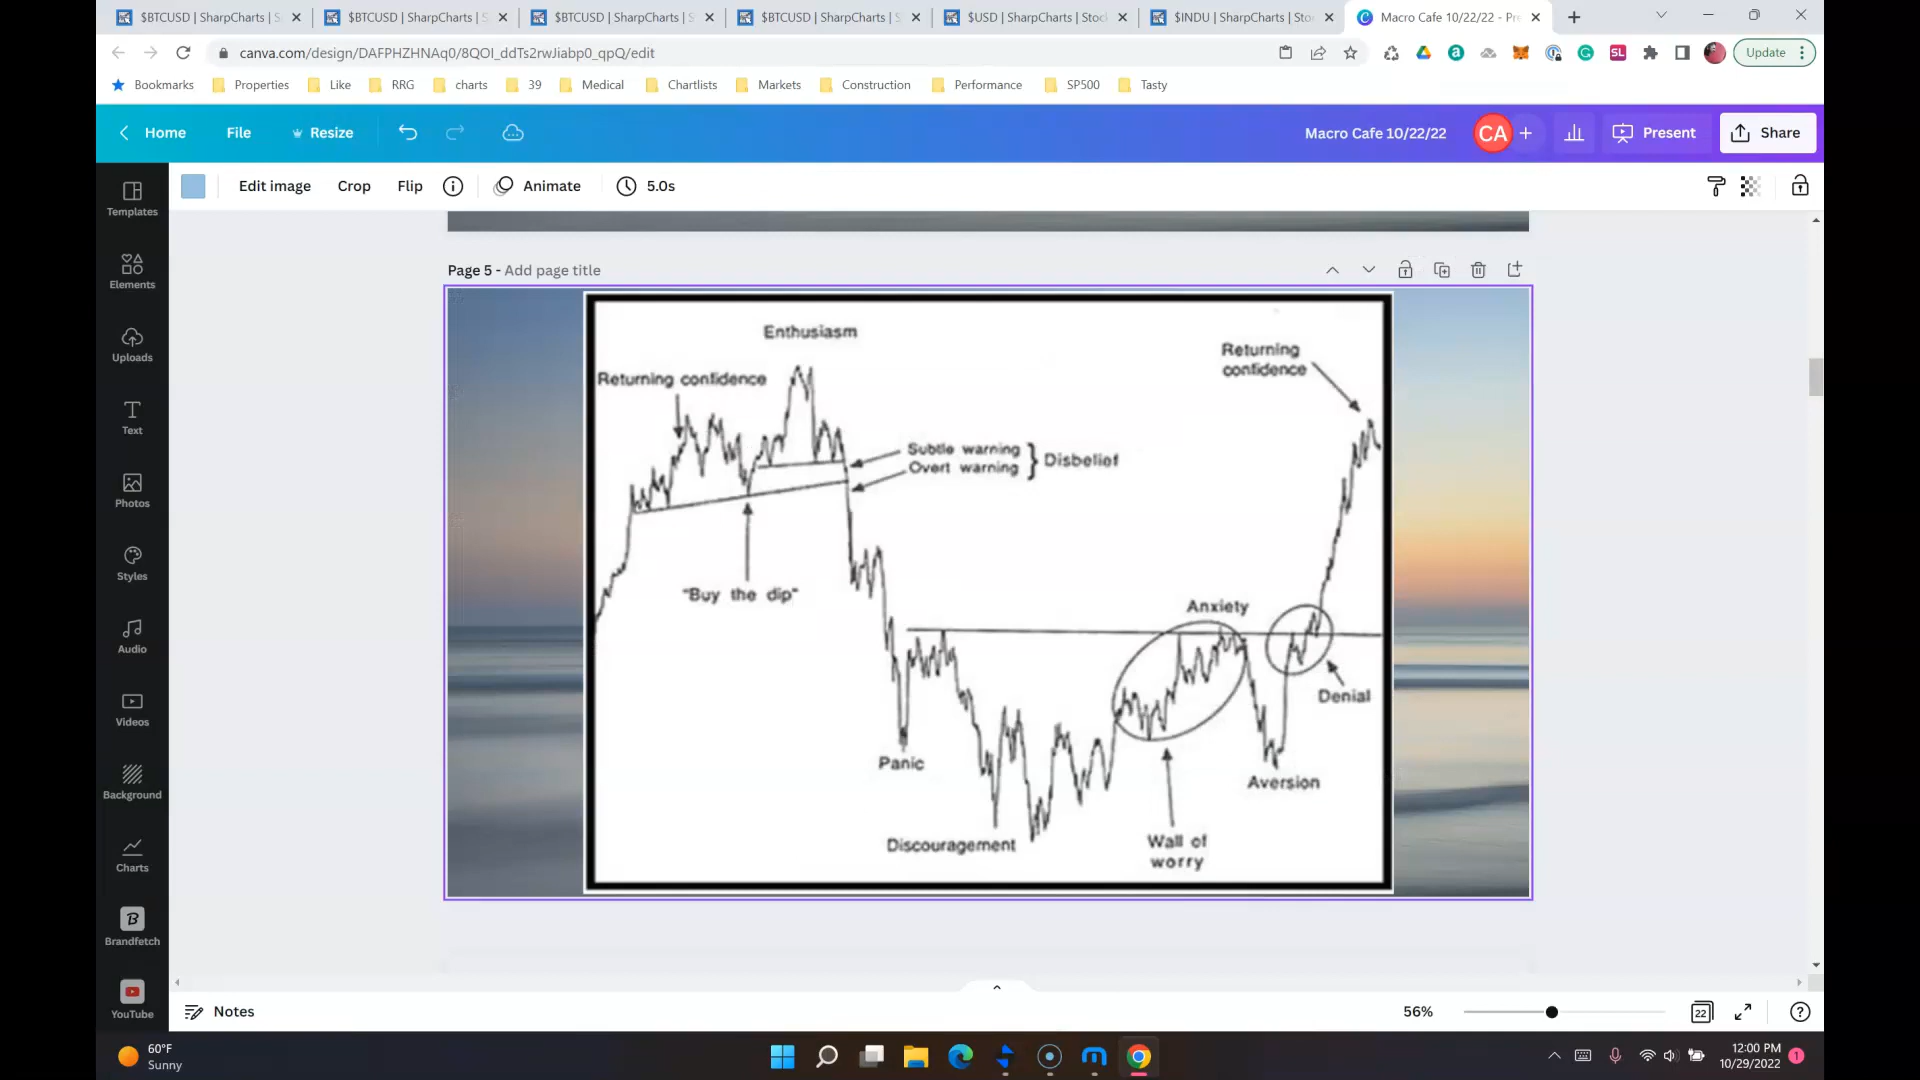 $BTCUSD | SharpCharts | S
$BTCUSD | SharpCharts | S
$BTCUSD | SharpCharts | S
$BTCUSD | SharpCharts | S
$USD | SharpCharts | Stock
$INDU | SharpCharts | Sto
Macro Cafe 10/22/22 - Pre
canva.com/design/DAFPHZHNAq0/8QOI_ddTs2rwJiabp0_qpQ/edit
Update
Bookmarks
Properties
Like
RRG
charts
39
Medical
Chartlists
Markets
Construction
Performance
SP500
Tasty
Home
File
Resize
Macro Cafe 10/22/22
CA
Present
Share
Edit image
Crop
Flip
Animate
5.0s
Templates
Elements
Uploads
Text
Photos
Styles
Audio
Videos
Background
Charts
Brandfetch
YouTube
Page 5 - Add page title
Enthusiasm
Returning confidence
Returning
confidence
Subtle warning
Overt warning
Disbelief
"Buy the dip"
Anxiety
Denial
Panic
Aversion
Discouragement
Wall of
worry
Notes
56%
22
60°F
Sunny
12:00 PM
10/29/2022
1